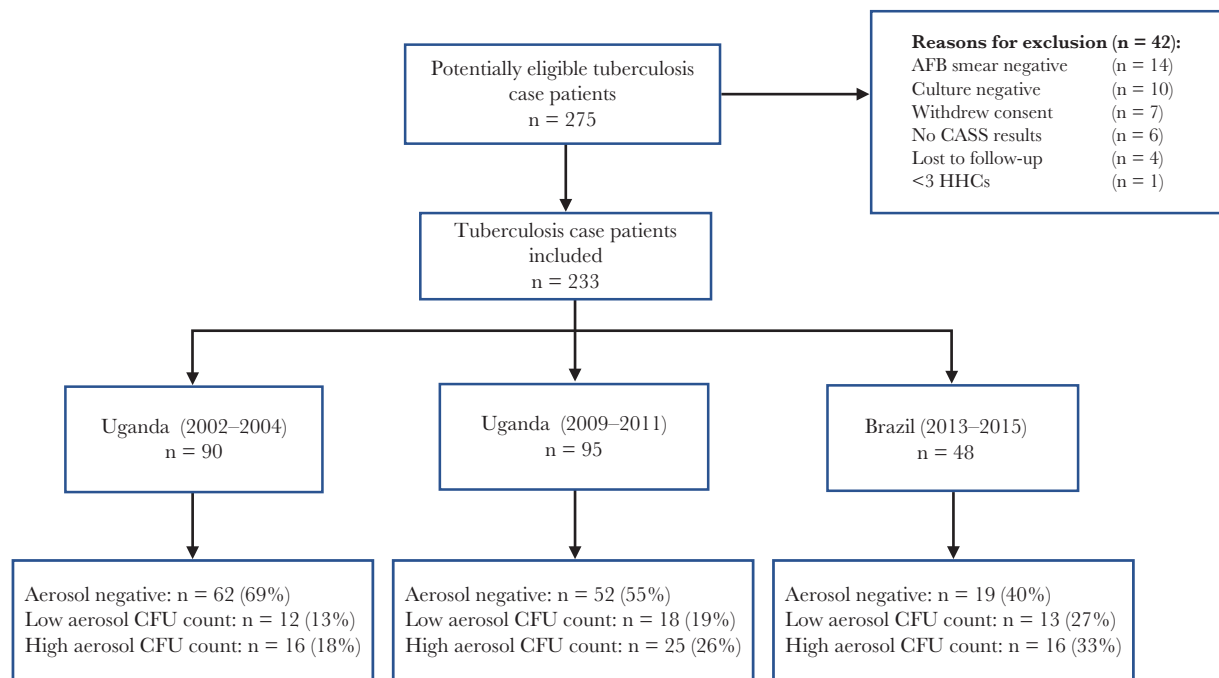 Potentially eligible tuberculosis
case patients
n = 275
Reasons for exclusion (n = 42):
AFB smear negative (n = 14)
Culture negative (n = 10)
Withdrew consent (n = 7)
No CASS results (n = 6)
Lost to follow-up (n = 4)
<3 HHCs (n = 1)
Tuberculosis case patients
included
n = 233
Uganda (2002–2004)
n = 90
Uganda (2009–2011)
n = 95
Brazil (2013–2015)
n = 48
Aerosol negative: n = 62 (69%)
Low aerosol CFU count: n = 12 (13%)
High aerosol CFU count: n = 16 (18%)
Aerosol negative: n = 52 (55%)
Low aerosol CFU count: n = 18 (19%)
High aerosol CFU count: n = 25 (26%)
Aerosol negative: n = 19 (40%)
Low aerosol CFU count: n = 13 (27%)
High aerosol CFU count: n = 16 (33%)